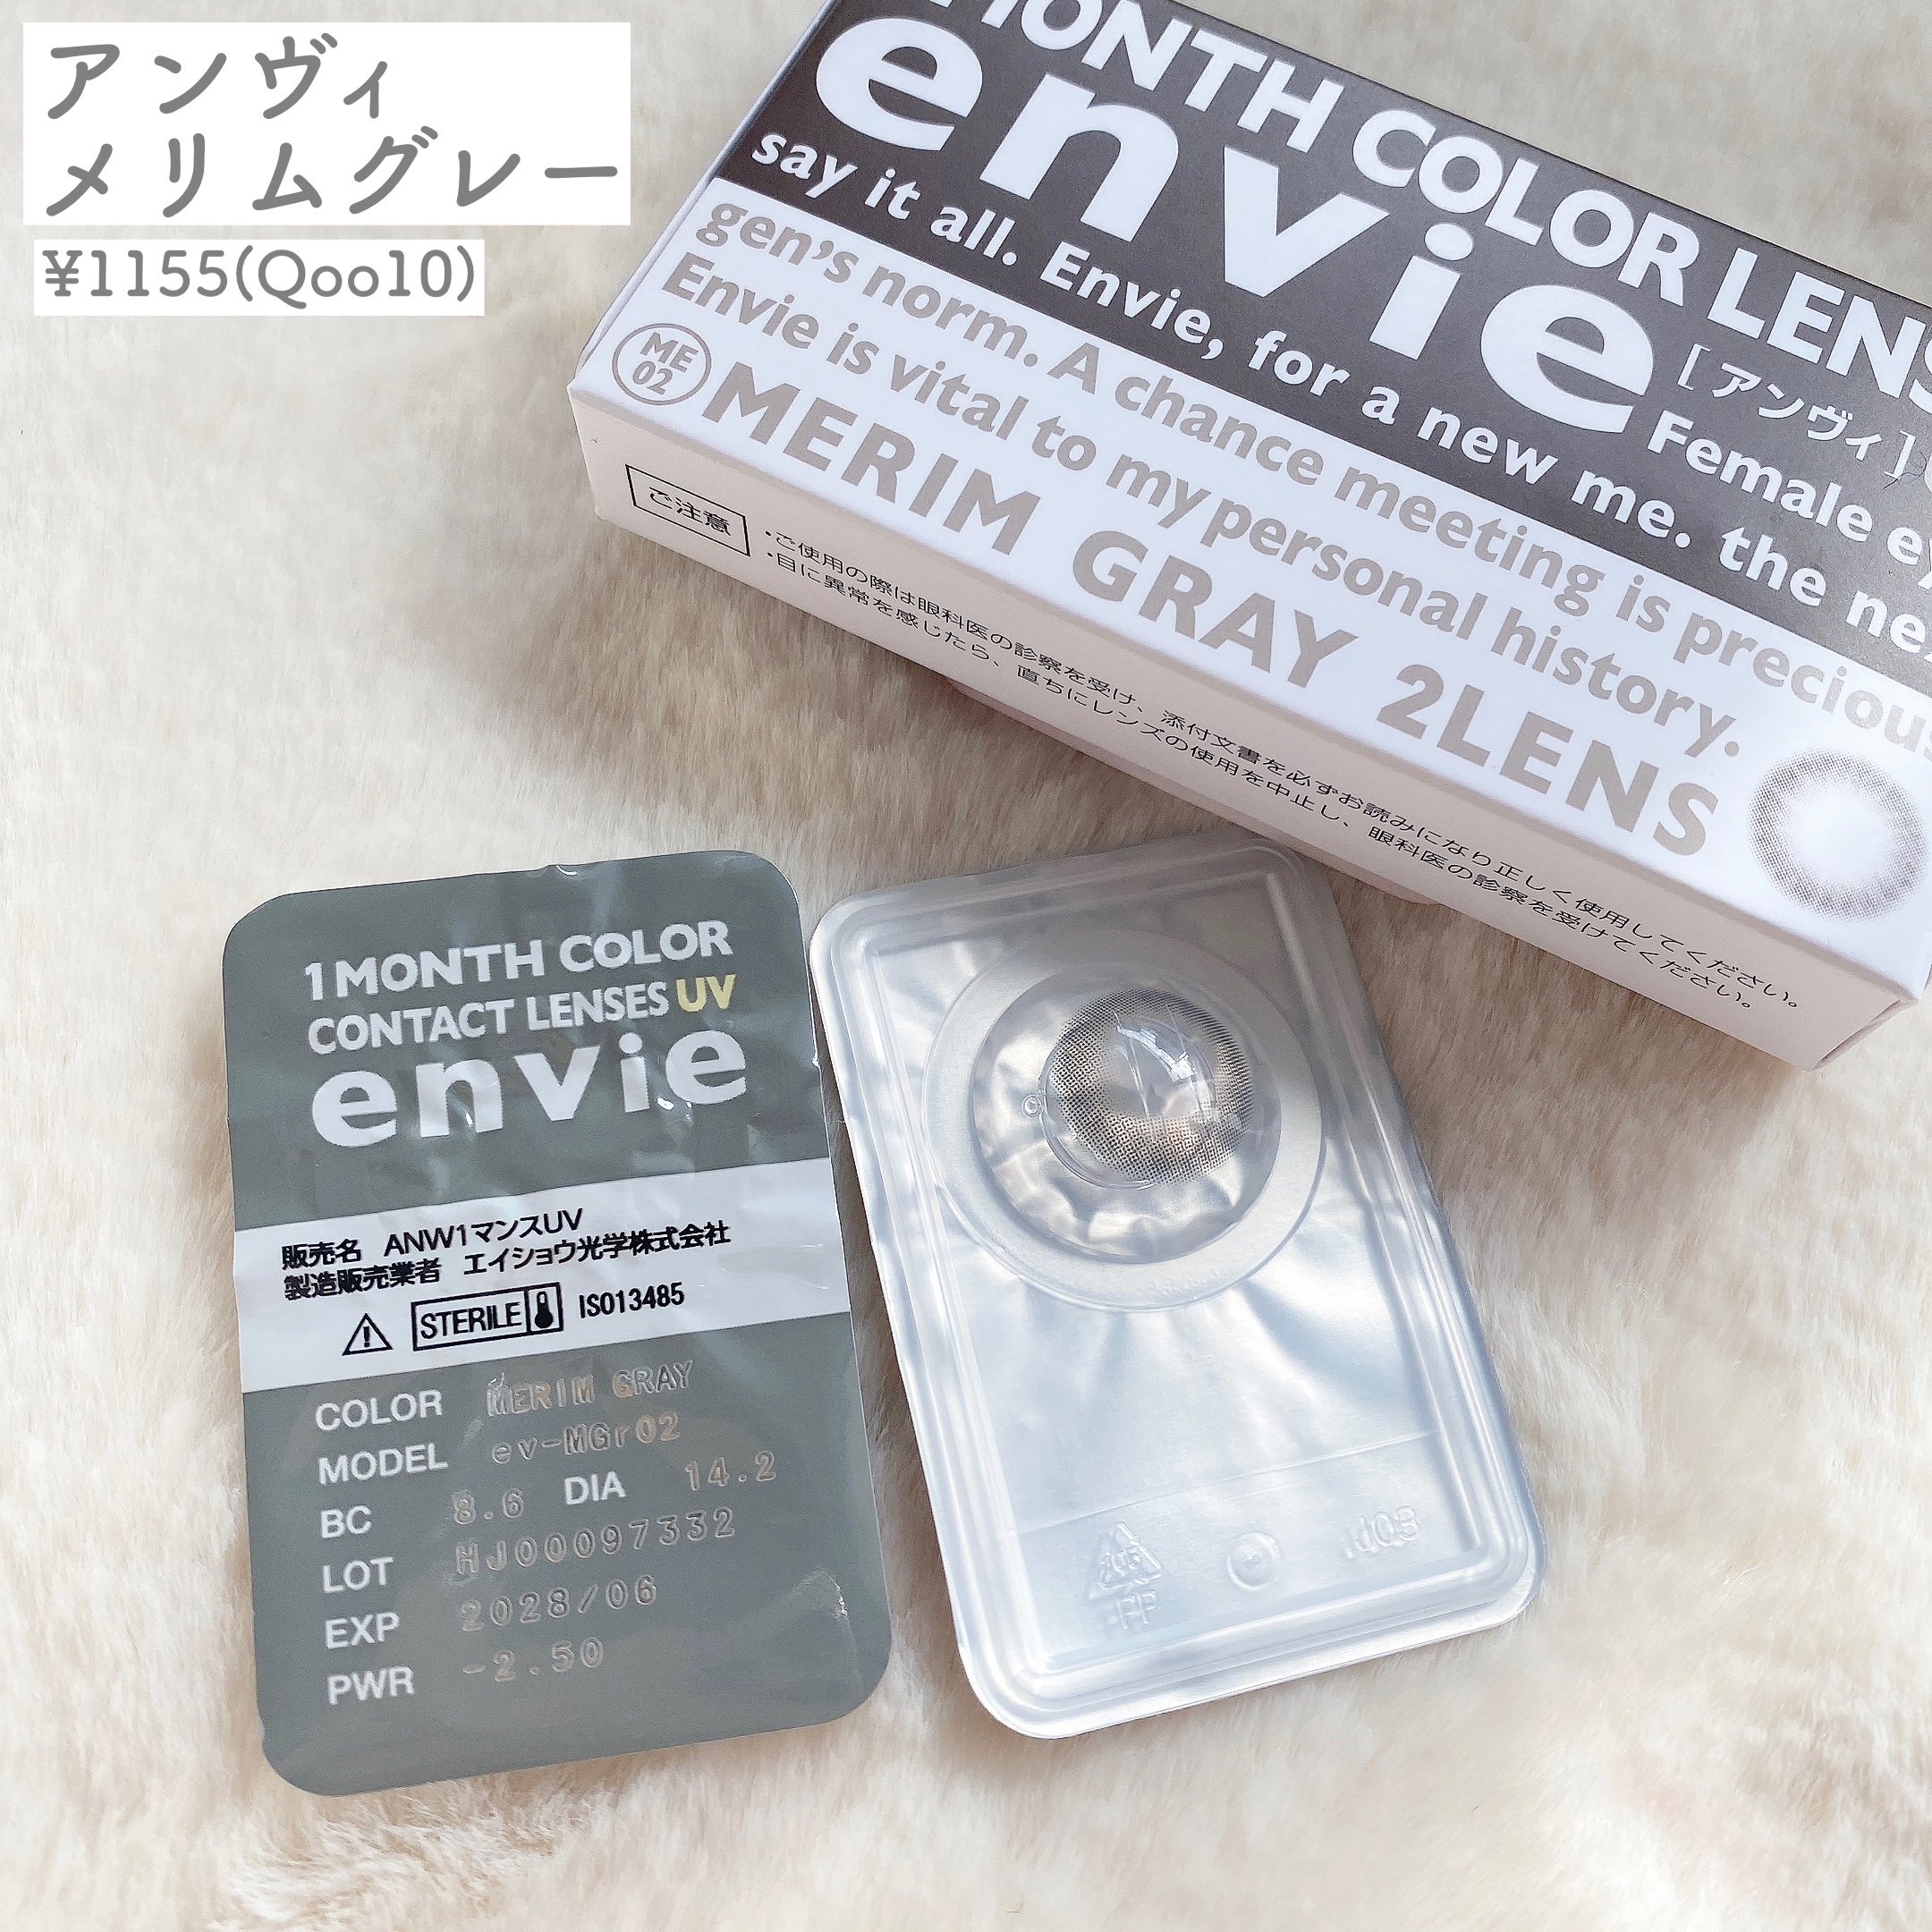 アンヴィ
メリムグレー
¥1155(Qoo10)
MONTH COLOR LENS
envie
[アンヴィ]
Female
say it all. Envie, for a new me. the
gen's norm. A chance meeting is precious
Envie is vital to my personal history.
ME
02
MERIM GRAY 2LENS
ご注意
・ご使用の際は眼科医の診察を受け、添付文書を必ずお読みになり正しく使用してください。
・目に異常を感じたら、直ちにレンズの使用を中止し、眼科医の診察を受けてください。
1MONTH COLOR
CONTACT LENSES UV
envie
販売名 ANW1マンスUV
製造販売業者 エイショウ光学株式会社
STERILE ISO13485
COLOR MERIM GRAY
MODEL ev-MGr02
BC 8.6 DIA 14.2
LOT HJ00097332
EXP 2028/06
PWR -2.50